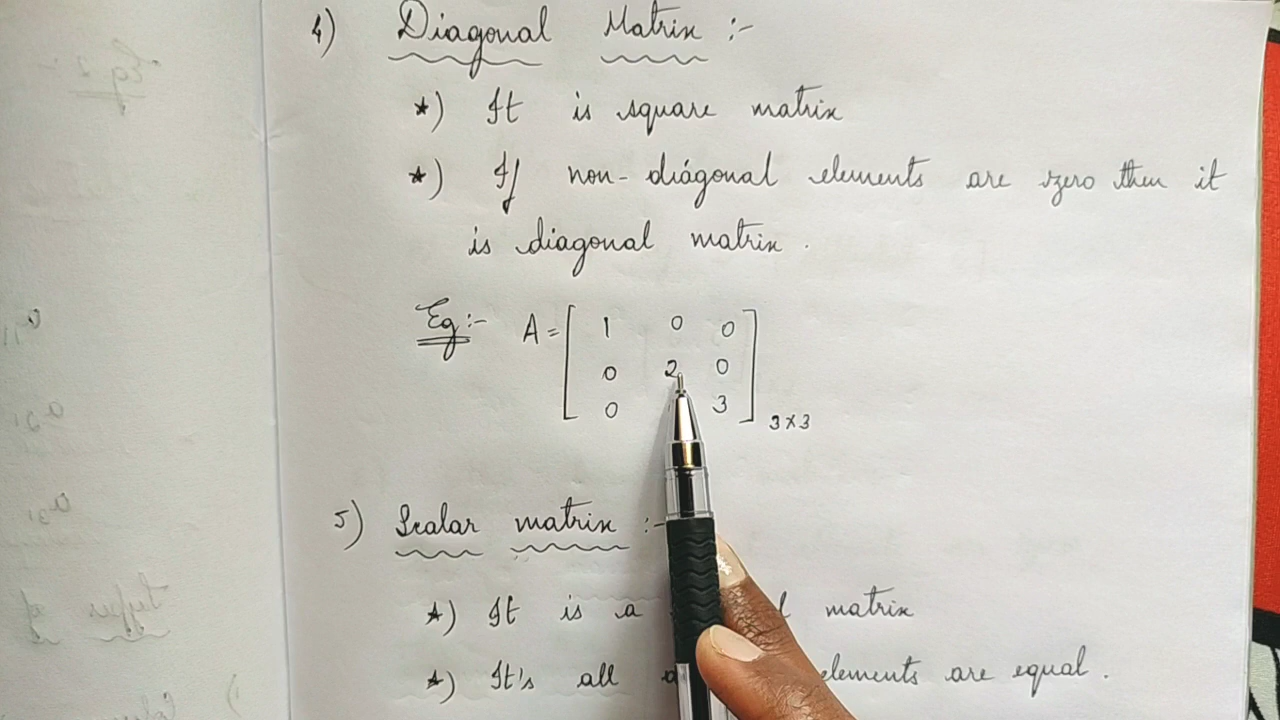 4) Diagonal Matrix :-
*) It is square matrix
*) If non-diagonal elements are zero then it
is diagonal matrix .
Eg:- A = [ 1 0 0
0 2 0
0 3 ] 3×3
5) Scalar matrix :-
*) It is a matrix
*) It's all elements are equal .